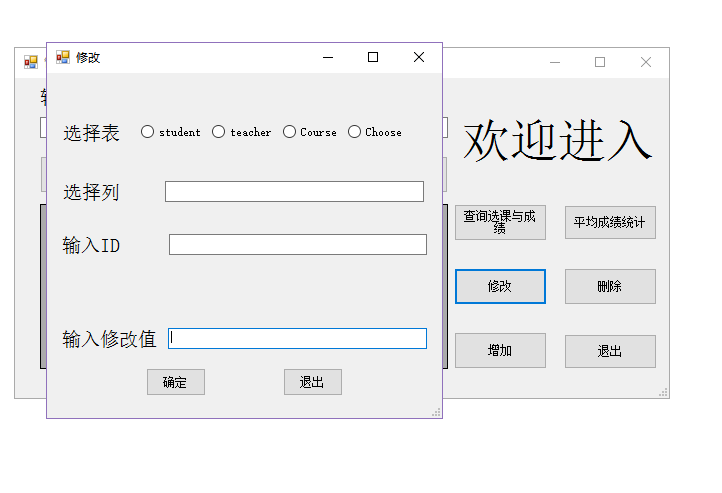 修改
选择表 student teacher Course Choose
选择列
输入ID
输入修改值
确定 退出
欢迎进入
查询选课与成
绩
平均成绩统计
修改 删除
增加 退出